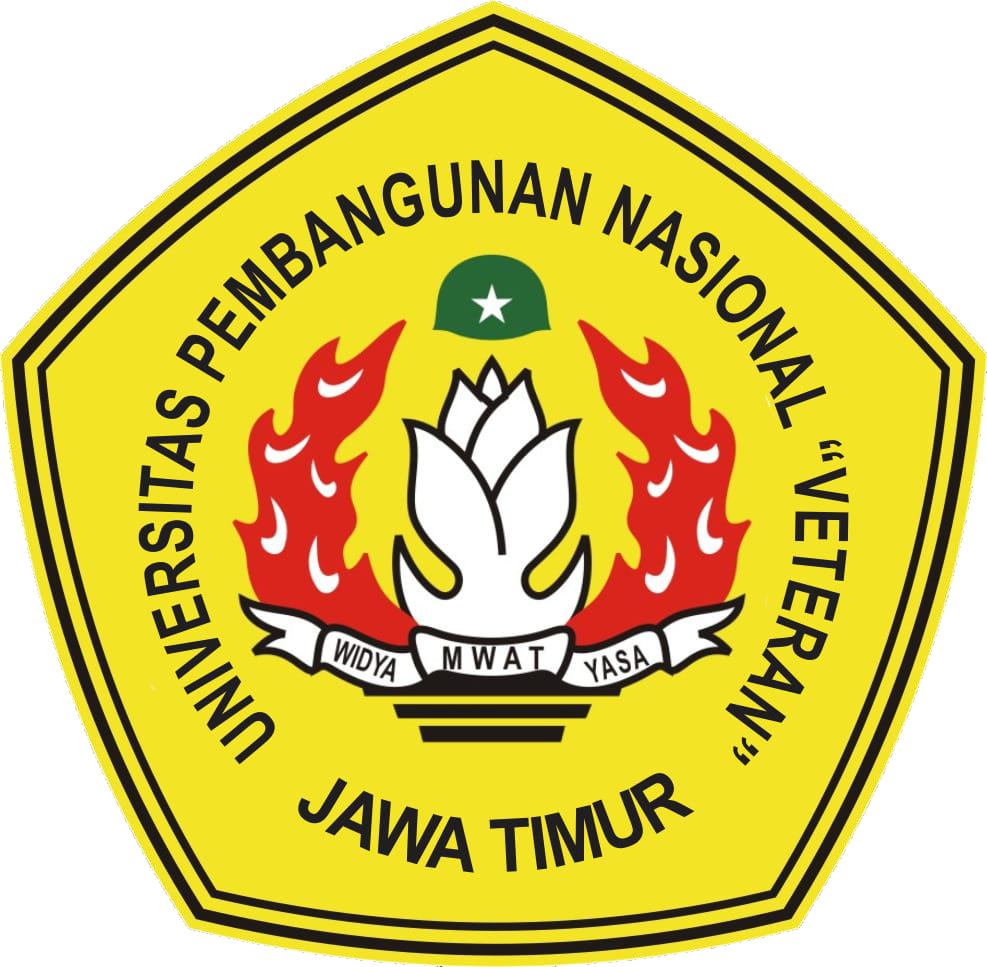 UNIVERSITAS PEMBANGUNAN NASIONAL “VETERAN”
WIDYA MWAT YASA
JAWA TIMUR